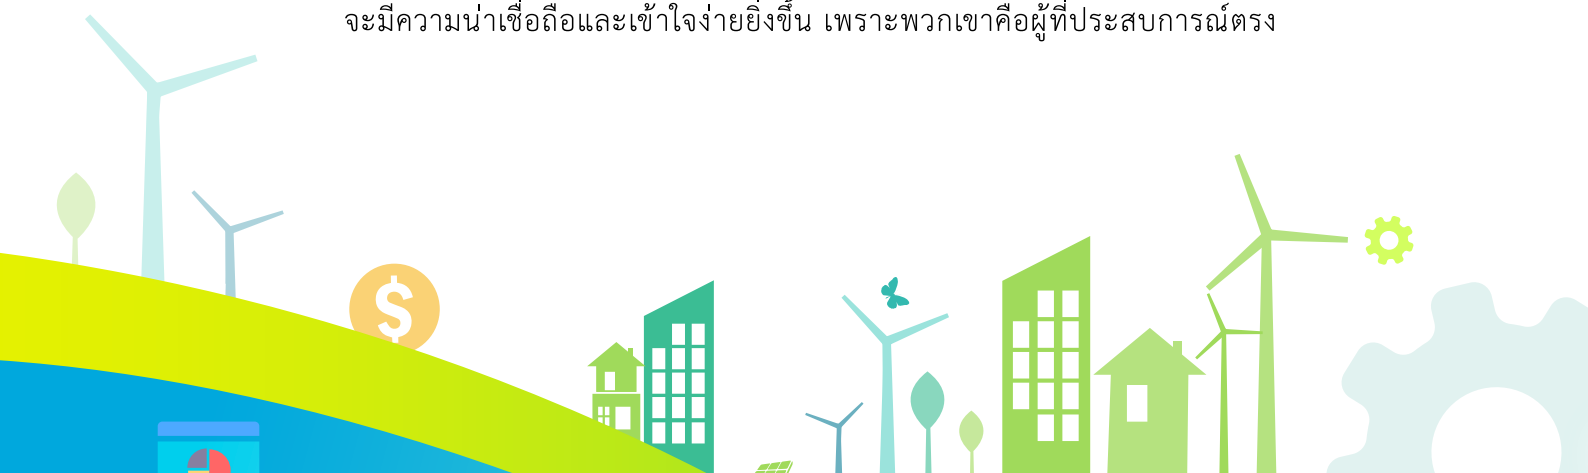 จะมีความน่าเชื่อถือและเข้าใจง่ายยิ่งขึ้น เพราะพวกเขาคือผู้ที่ประสบการณ์ตรง
$